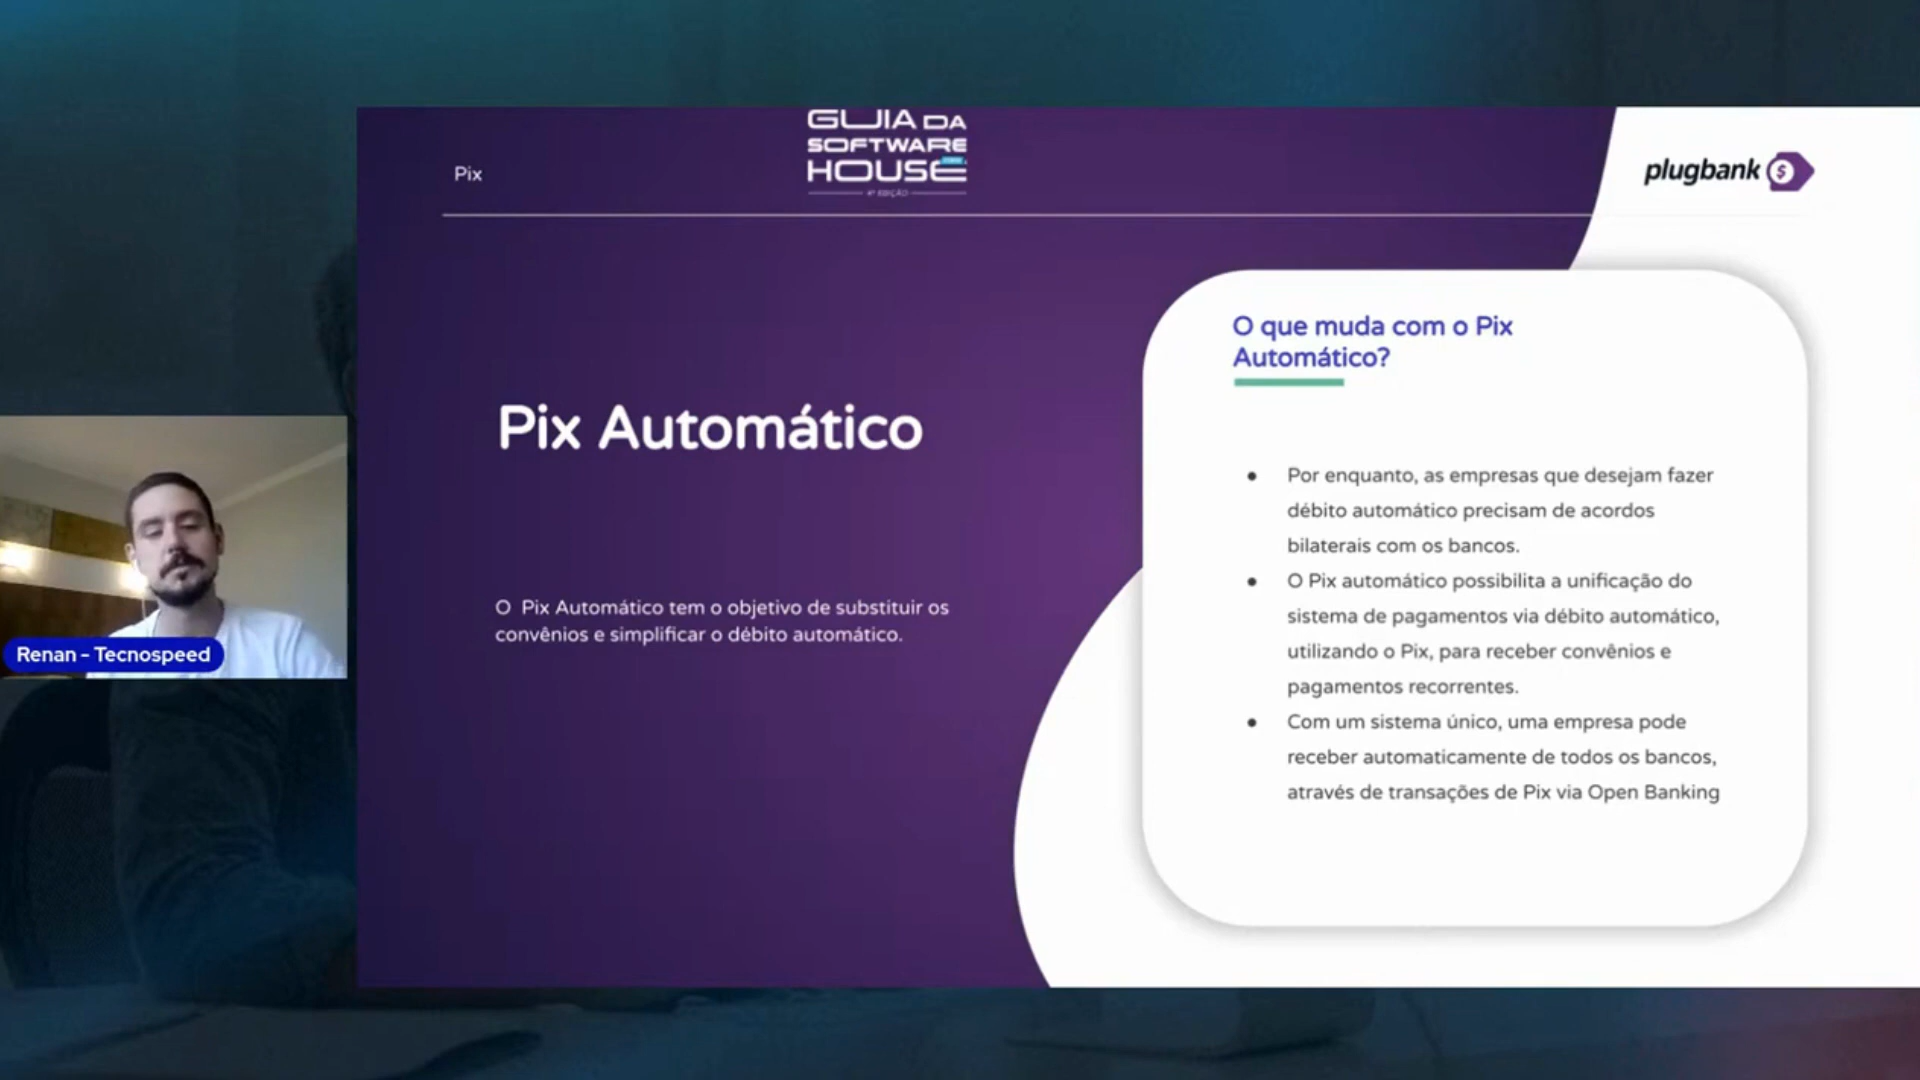 Pix
GUIA DA
SOFTWARE
HOUSE
4ª EDIÇÃO
plugbank
Pix Automático
O Pix Automático tem o objetivo de substituir os
convênios e simplificar o débito automático.
O que muda com o Pix
Automático?
● Por enquanto, as empresas que desejam fazer
débito automático precisam de acordos
bilaterais com os bancos.
● O Pix automático possibilita a unificação do
sistema de pagamentos via débito automático,
utilizando o Pix, para receber convênios e
pagamentos recorrentes.
● Com um sistema único, uma empresa pode
receber automaticamente de todos os bancos,
através de transações de Pix via Open Banking
Renan – Tecnospeed